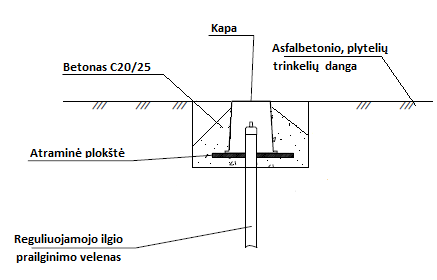 Kapa
Asfalbetonio, plytelių
trinkelių danga
Betonas C20/25
Atraminė plokštė
Reguliuojamojo ilgio
prailginimo velenas